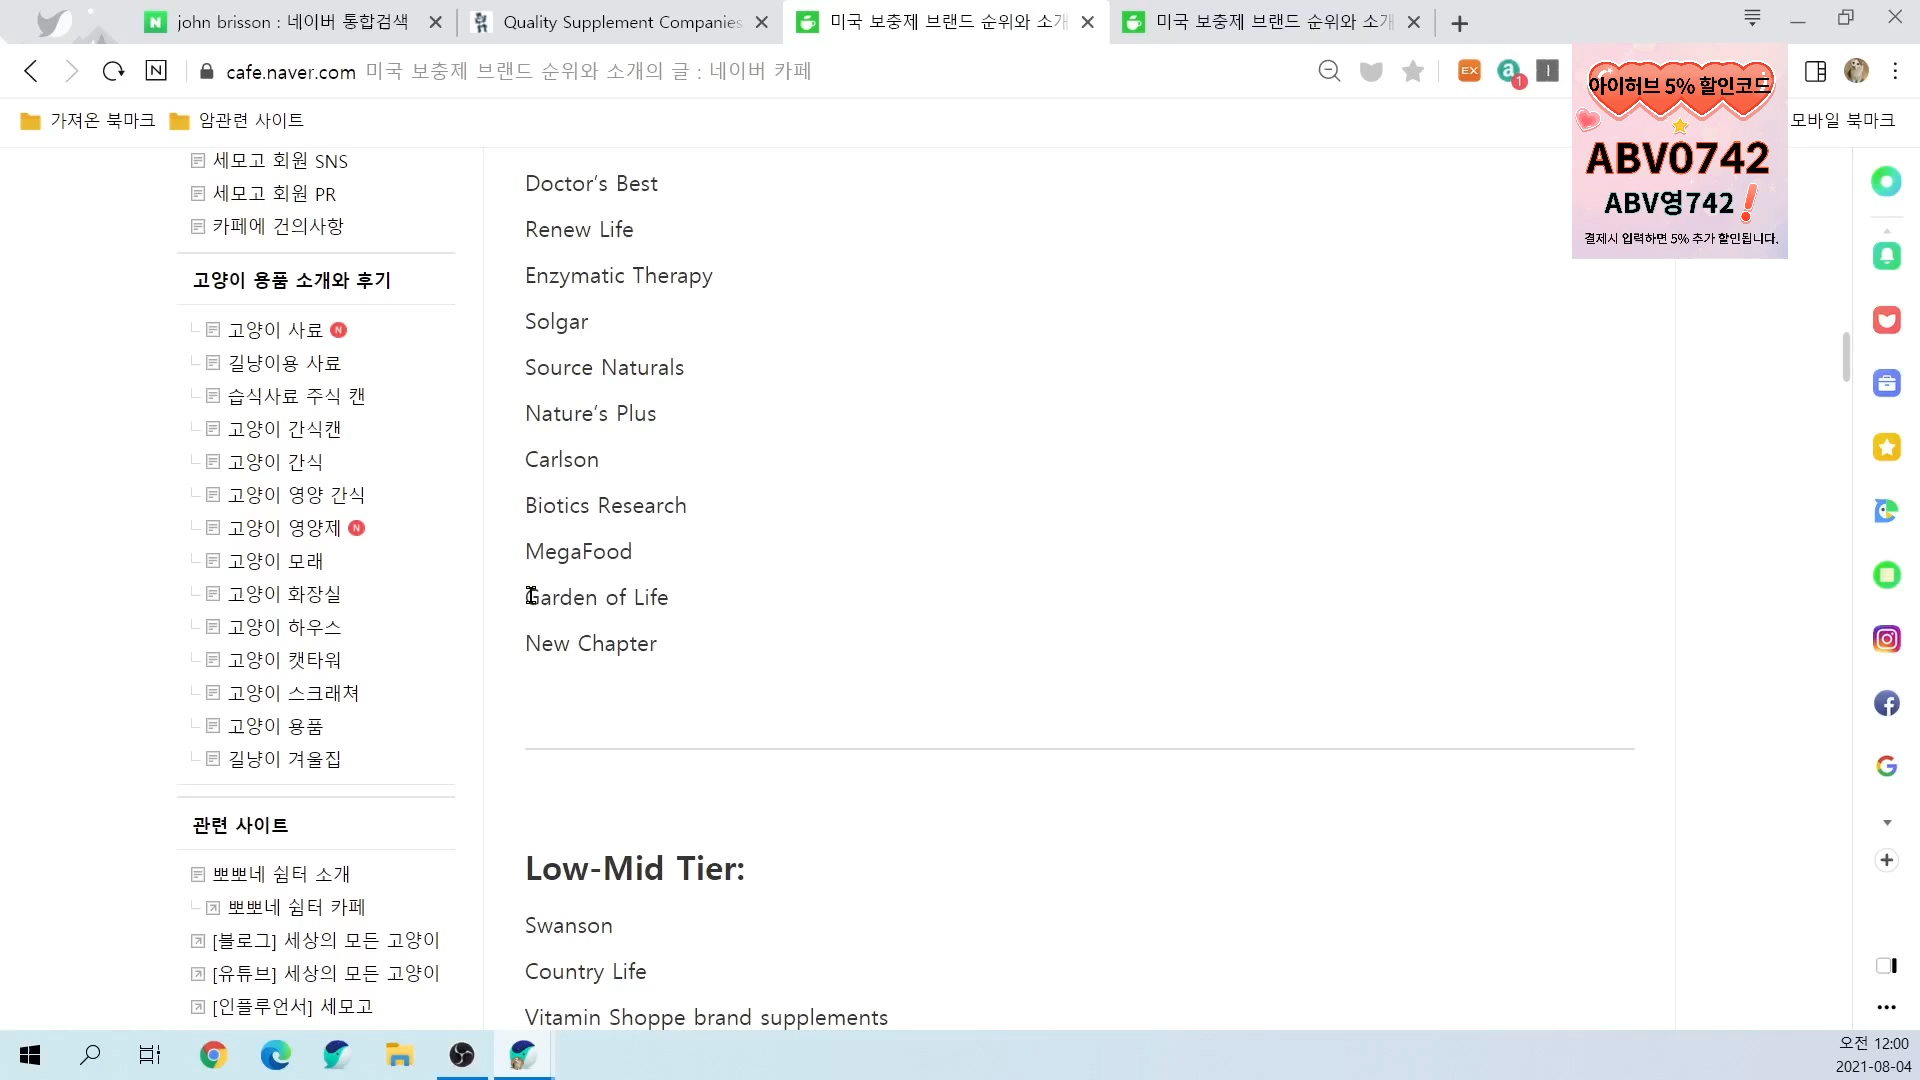 john brisson : 네이버 통합검색
Quality Supplement Companies
미국 보충제 브랜드 순위와 소개
미국 보충제 브랜드 순위와 소개
cafe.naver.com 미국 보충제 브랜드 순위와 소개의 글 : 네이버 카페
가져온 북마크
암관련 사이트
모바일 북마크
아이허브 5% 할인코드
ABV0742
ABV영742❗
결제시 입력하면 5% 추가 할인됩니다.
세모고 회원 SNS
세모고 회원 PR
카페에 건의사항
고양이 용품 소개와 후기
고양이 사료 N
길냥이용 사료
습식사료 주식 캔
고양이 간식캔
고양이 간식
고양이 영양 간식
고양이 영양제 N
고양이 모래
고양이 화장실
고양이 하우스
고양이 캣타워
고양이 스크래쳐
고양이 용품
길냥이 겨울집
관련 사이트
뽀뽀네 쉼터 소개
뽀뽀네 쉼터 카페
[블로그] 세상의 모든 고양이
[유튜브] 세상의 모든 고양이
[인플루언서] 세모고
Doctor’s Best
Renew Life
Enzymatic Therapy
Solgar
Source Naturals
Nature’s Plus
Carlson
Biotics Research
MegaFood
Garden of Life
New Chapter
Low-Mid Tier:
Swanson
Country Life
Vitamin Shoppe brand supplements
오전 12:00
2021-08-04